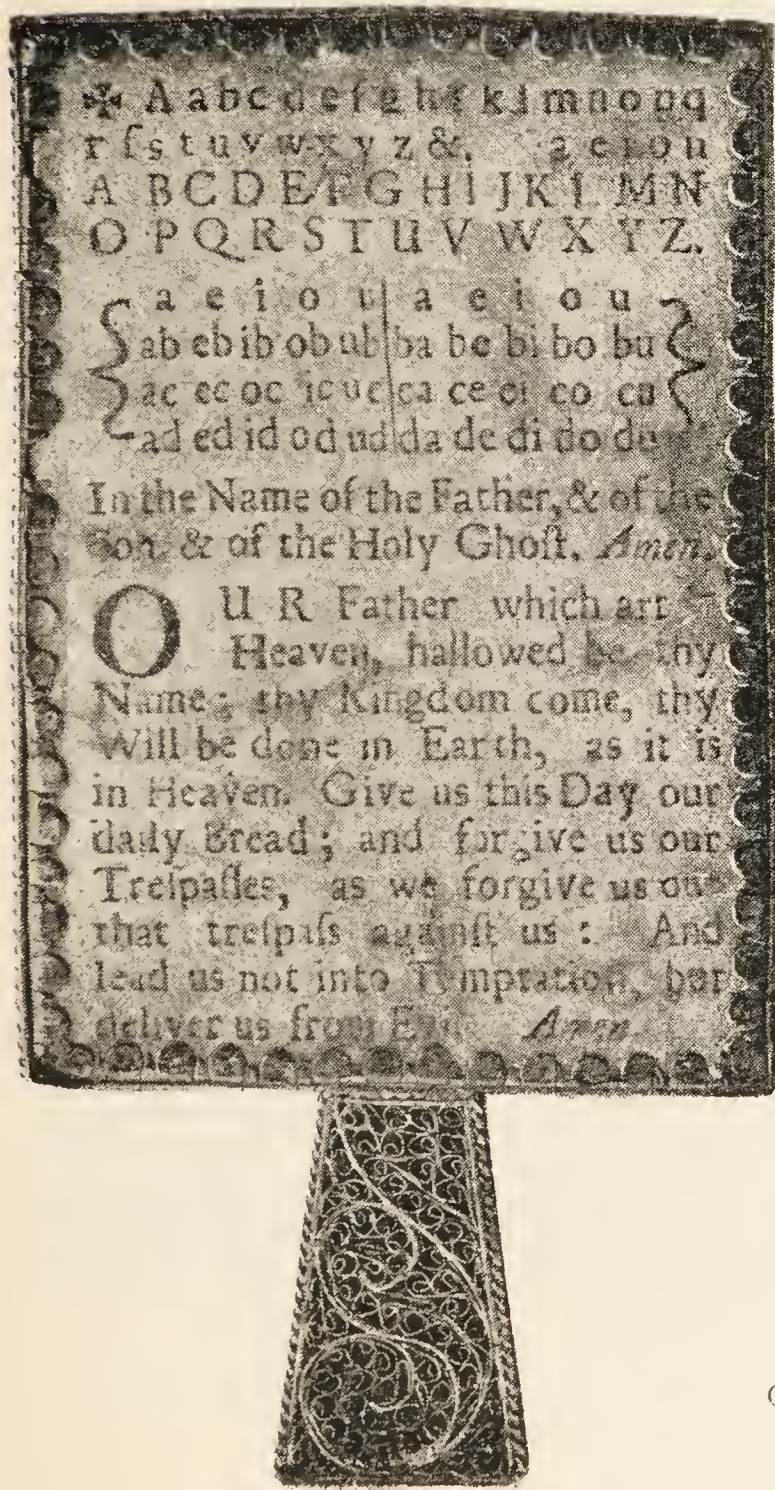 ✠ A a b c d e f g h k l m n o p q
r ſ s t u v w x y z &. a e i o u
A B C D E F G H I J K L M N
O P Q R S T U V W X Y Z.
a e i o u a e i o u
ab eb ib ob ub ba be bi bo bu
ac ec oc ic uc ca ce ci co cu
ad ed id od ud da de di do du
In the Name of the Father, & of the
Son & of the Holy Ghoſt. Amen.
OUR Father which art
Heaven, hallowed be thy
Name; thy Kingdom come, thy
Will be done in Earth, as it is
in Heaven. Give us this Day our
daily Bread; and forgive us our
Treſpaſſes, as we forgive us our
that treſpaſs againſt us: And
lead us not into Temptation, but
deliver us from Amen.